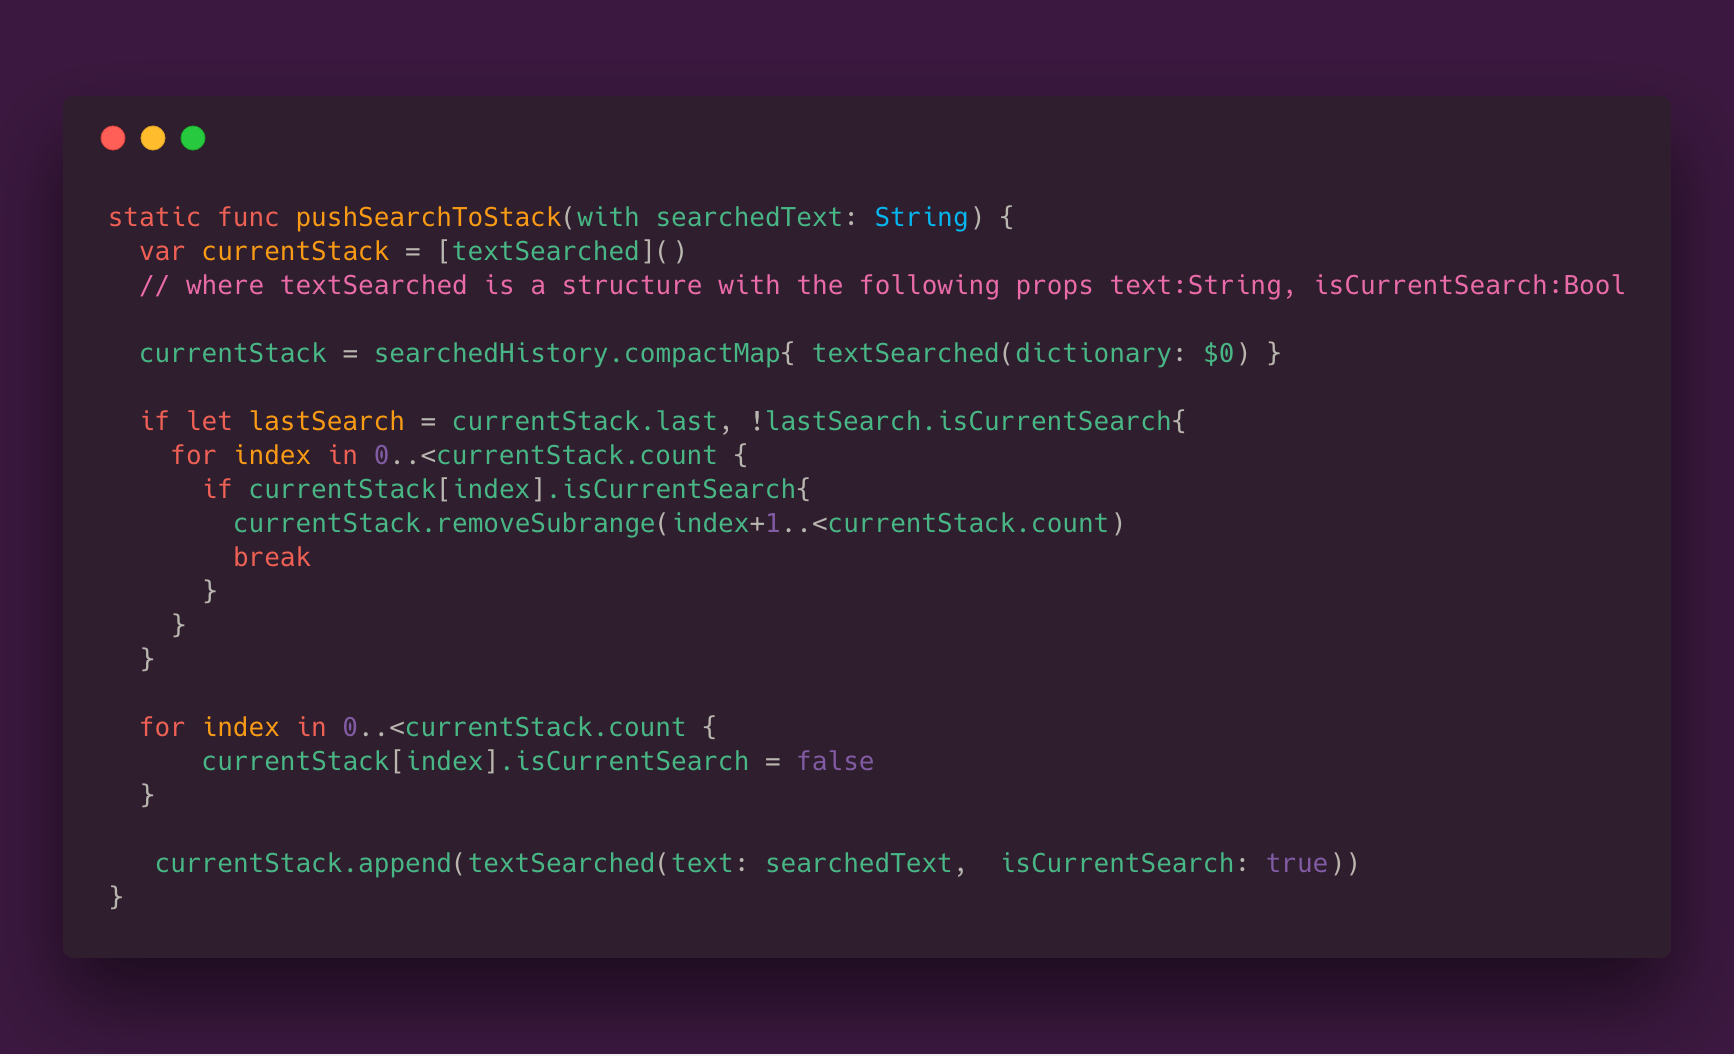 static func pushSearchToStack(with searchedText: String) {
  var currentStack = [textSearched]()
  // where textSearched is a structure with the following props text:String, isCurrentSearch:Bool

  currentStack = searchedHistory.compactMap{ textSearched(dictionary: $0) }

  if let lastSearch = currentStack.last, !lastSearch.isCurrentSearch{
    for index in 0..<currentStack.count {
      if currentStack[index].isCurrentSearch{
        currentStack.removeSubrange(index+1..<currentStack.count)
        break
      }
    }
  }

  for index in 0..<currentStack.count {
      currentStack[index].isCurrentSearch = false
  }

   currentStack.append(textSearched(text: searchedText,  isCurrentSearch: true))
}